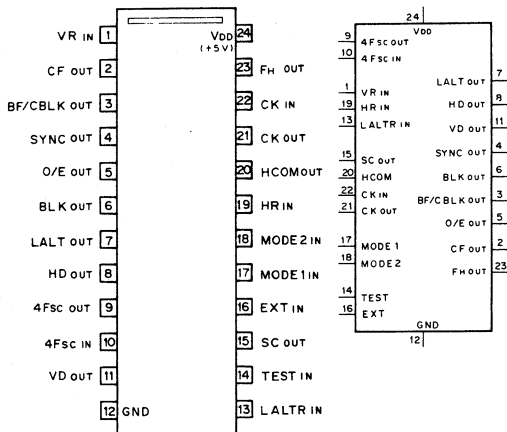 VR IN 1
CF OUT 2
BF/CBLK OUT 3
SYNC OUT 4
O/E OUT 5
BLK OUT 6
LALT OUT 7
HD OUT 8
4FSC OUT 9
4FSC IN 10
VD OUT 11
12 GND
VDD 24
(+5V)
23 FH OUT
22 CK IN
21 CK OUT
20 HCOM OUT
19 HR IN
18 MODE2 IN
17 MODE1 IN
16 EXT IN
15 SC OUT
14 TEST IN
13 LALTR IN
24
VDD
9 4FSC OUT
10 4FSC IN
1 VR IN
19 HR IN
13 LALTR IN
15 SC OUT
20 HCOM
22 CK IN
21 CK OUT
17 MODE 1
18 MODE 2
14 TEST
16 EXT
LALT OUT 7
HD OUT 8
VD OUT 11
SYNC OUT 4
BLK OUT 6
BF/CBLK OUT 3
O/E OUT 5
CF OUT 2
FH OUT 23
GND
12